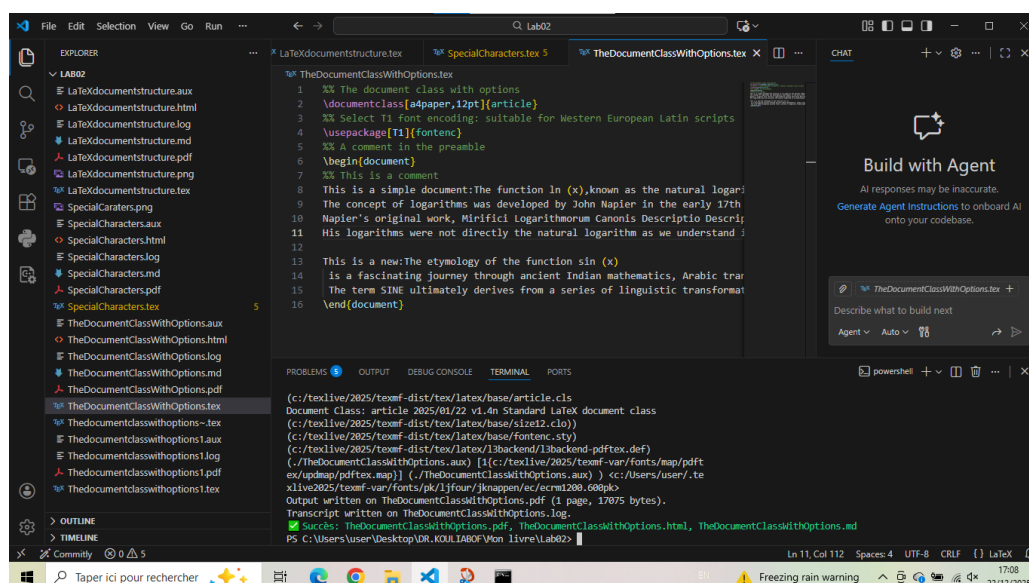 File Edit Selection View Go Run ···
Lab02
EXPLORER ···
LAB02
LaTeXdocumentstructure.aux
LaTeXdocumentstructure.html
LaTeXdocumentstructure.log
LaTeXdocumentstructure.md
LaTeXdocumentstructure.pdf
LaTeXdocumentstructure.png
LaTeXdocumentstructure.tex
SpecialCaraters.png
SpecialCharacters.aux
SpecialCharacters.html
SpecialCharacters.log
SpecialCharacters.md
SpecialCharacters.pdf
SpecialCharacters.tex 5
TheDocumentClassWithOptions.aux
TheDocumentClassWithOptions.html
TheDocumentClassWithOptions.log
TheDocumentClassWithOptions.md
TheDocumentClassWithOptions.pdf
TheDocumentClassWithOptions.tex
Thedocumentclasswithoptions~.tex
Thedocumentclasswithoptions1.aux
Thedocumentclasswithoptions1.log
Thedocumentclasswithoptions1.pdf
Thedocumentclasswithoptions1.tex
OUTLINE
TIMELINE
LaTeXdocumentstructure.tex SpecialCharacters.tex 5 TheDocumentClassWithOptions.tex
TheDocumentClassWithOptions.tex
1 %% The document class with options
2 \documentclass[a4paper,12pt]{article}
3 %% Select T1 font encoding: suitable for Western European Latin scripts
4 \usepackage[T1]{fontenc}
5 %% A comment in the preamble
6 \begin{document}
7 %% This is a comment
8 This is a simple document:The function ln (x),known as the natural logar
9 The concept of logarithms was developed by John Napier in the early 17th
10 Napier's original work, Mirifici Logarithmorum Canonis Descriptio Descrip
11 His logarithms were not directly the natural logarithm as we understand
12
13 This is a new:The etymology of the function sin (x)
14 is a fascinating journey through ancient Indian mathematics, Arabic tran
15 The term SINE ultimately derives from a series of linguistic transformat
16 \end{document}
PROBLEMS 5 OUTPUT DEBUG CONSOLE TERMINAL PORTS
powershell
(c:/texlive/2025/texmf-dist/tex/latex/base/article.cls
Document Class: article 2025/01/22 v1.4n Standard LaTeX document class
(c:/texlive/2025/texmf-dist/tex/latex/base/size12.clo))
(c:/texlive/2025/texmf-dist/tex/latex/base/fontenc.sty)
(c:/texlive/2025/texmf-dist/tex/latex/l3backend/l3backend-pdftex.def)
(./TheDocumentClassWithOptions.aux) [1{c:/texlive/2025/texmf-var/fonts/map/pdft
ex/updmap/pdftex.map}] (./TheDocumentClassWithOptions.aux) ) <c:/Users/user/.te
xlive2025/texmf-var/fonts/pk/ljfour/jknappen/ec/ecrm1200.600pk>
Output written on TheDocumentClassWithOptions.pdf (1 page, 17075 bytes).
Transcript written on TheDocumentClassWithOptions.log.
Succès: TheDocumentClassWithOptions.pdf, TheDocumentClassWithOptions.html, TheDocumentClassWithOptions.md
PS C:\Users\user\Desktop\DR.KOULIABOF\Mon livre\Lab02>
CHAT
Build with Agent
AI responses may be inaccurate.
Generate Agent Instructions to onboard AI
onto your codebase.
TheDocumentClassWithOptions.tex
Describe what to build next
Agent Auto
Commitly 0 5
Ln 11, Col 112 Spaces: 4 UTF-8 CRLF {} LaTeX
Taper ici pour rechercher
EN
Freezing rain warning
17:08